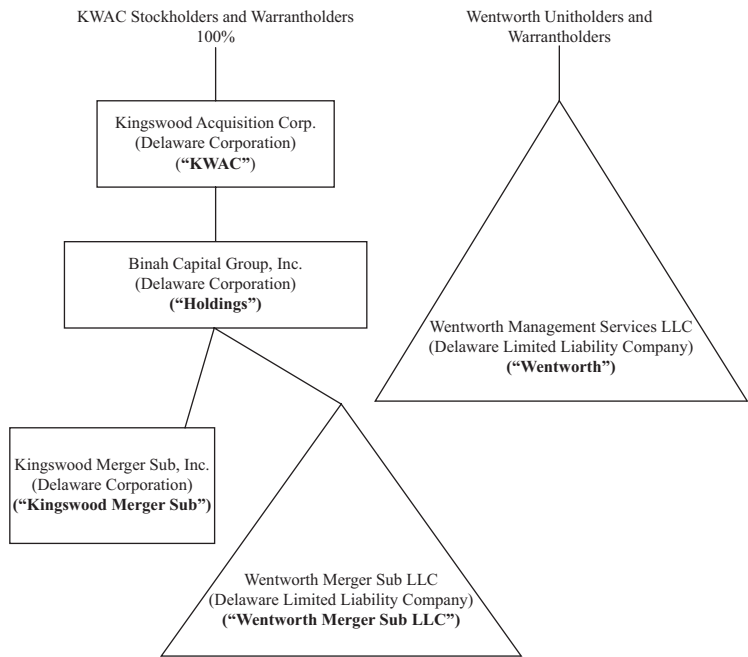 KWAC Stockholders and Warrantholders
100%
Wentworth Unitholders and
Warrantholders
Kingswood Acquisition Corp.
(Delaware Corporation)
(“KWAC”)
Binah Capital Group, Inc.
(Delaware Corporation)
(“Holdings”)
Wentworth Management Services LLC
(Delaware Limited Liability Company)
(“Wentworth”)
Kingswood Merger Sub, Inc.
(Delaware Corporation)
(“Kingswood Merger Sub”)
Wentworth Merger Sub LLC
(Delaware Limited Liability Company)
(“Wentworth Merger Sub LLC”)